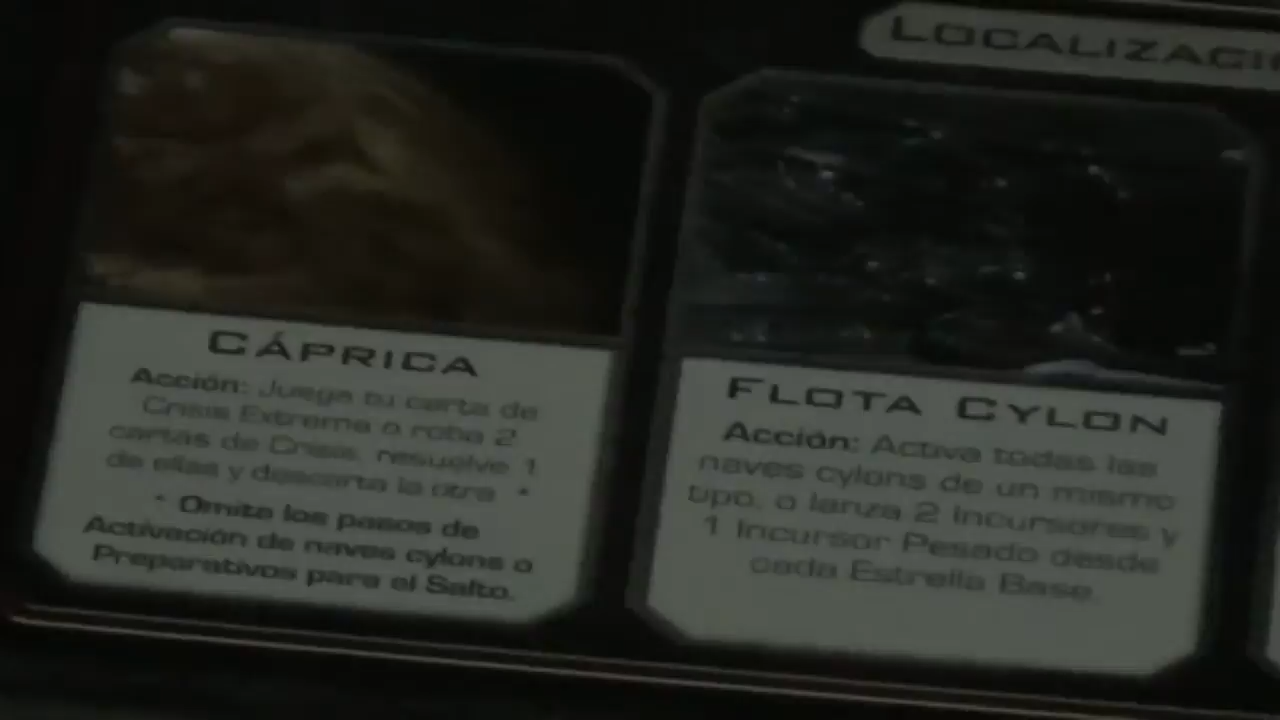 LOCALIZACI
CÁPRICA
Acción: Juega tu carta de
Crisis Extrema o roba 2
cartas de Crisis, resuelve 1
de ellas y descarta la otra *
* Omite los pasos de
Activación de naves cylons o
Preparativos para el Salto.
FLOTA CYLON
Acción: Activa todas las
naves cylons de un mismo
tipo, o lanza 2 Incursores y
1 Incursor Pesado desde
cada Estrella Base.